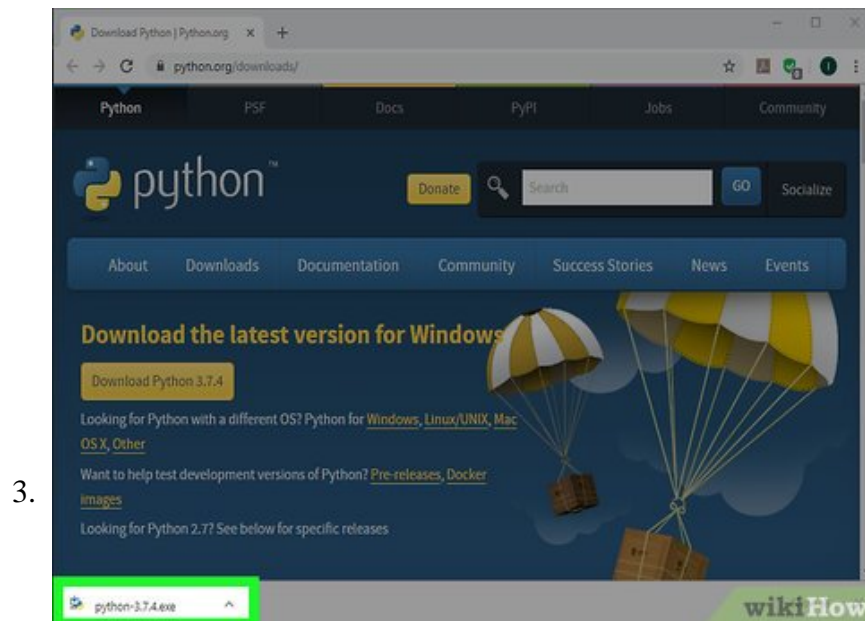 Download Python | Python.org
python.org/downloads/
Python PSF Docs PyPI Jobs Community
python™
Donate Search GO Socialize
About Downloads Documentation Community Success Stories News Events
Download the latest version for Windows
Download Python 3.7.4
Looking for Python with a different OS? Python for Windows, Linux/UNIX, Mac
OS X, Other
Want to help test development versions of Python? Pre-releases, Docker
images
3.
Looking for Python 2.7? See below for specific releases
python-3.7.4.exe
wikiHow